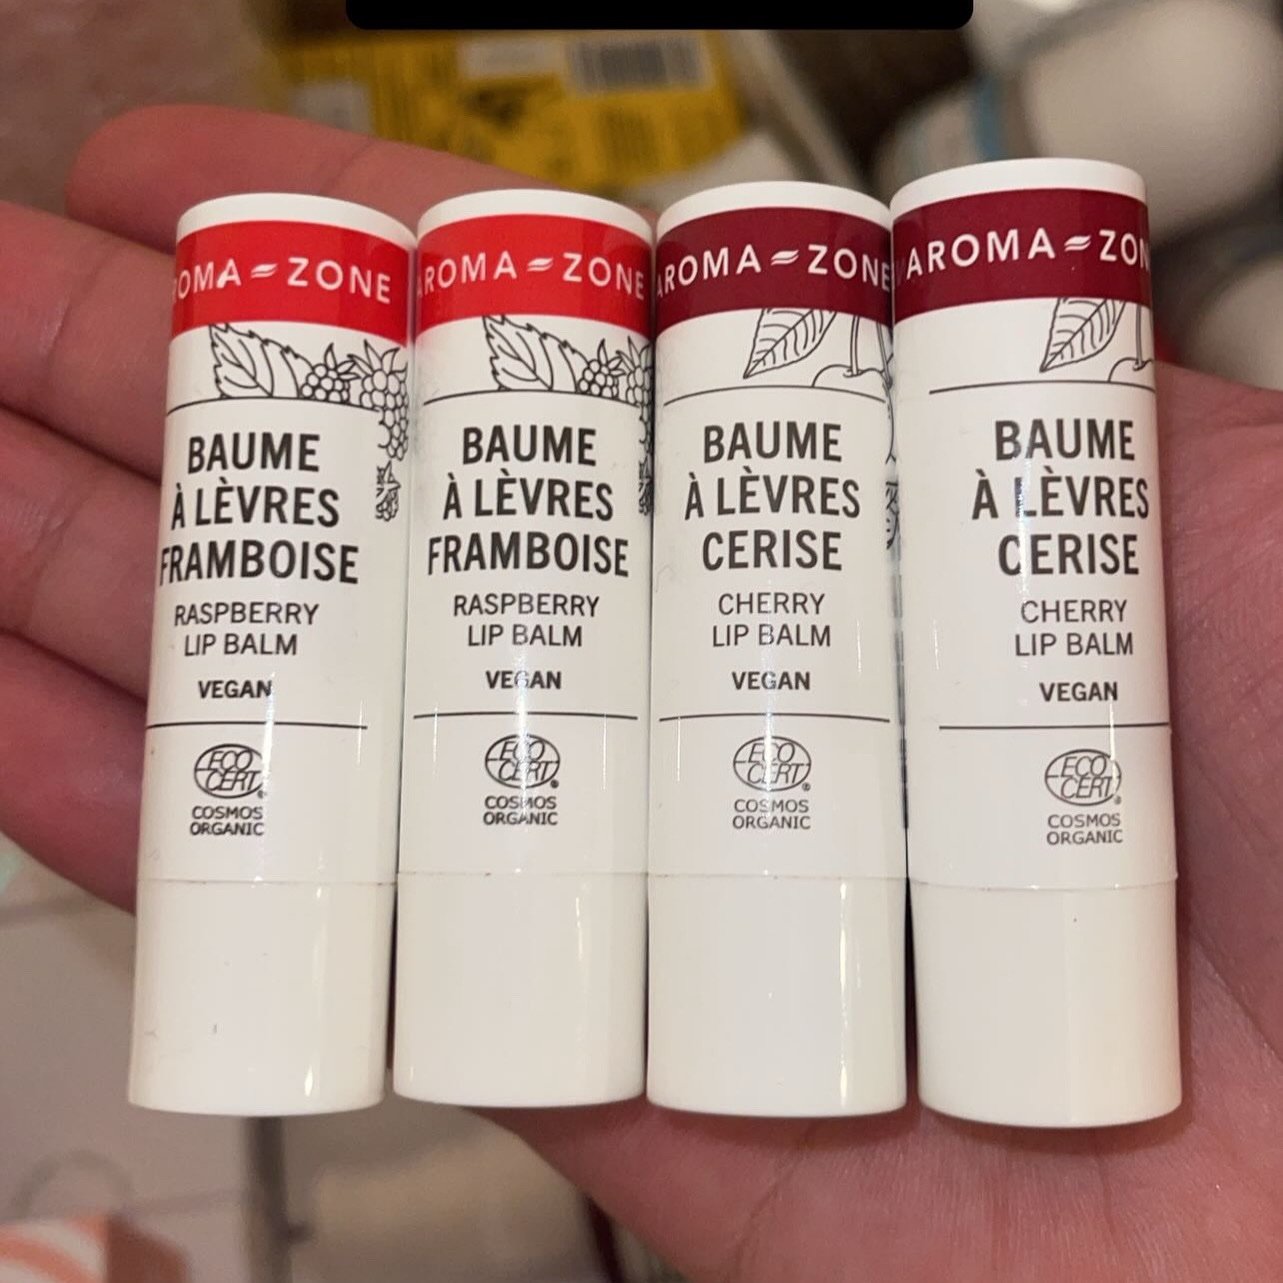 OMA ZONE
BAUME
À LÈVRES
FRAMBOISE
RASPBERRY
LIP BALM
VEGAN
ECO
CERT
COSMOS
ORGANIC
AROMA ZONE
BAUME
À LÈVRES
FRAMBOISE
RASPBERRY
LIP BALM
VEGAN
ECO
CERT
COSMOS
ORGANIC
AROMA ZONE
BAUME
À LÈVRES
CERISE
CHERRY
LIP BALM
VEGAN
ECO
CERT
COSMOS
ORGANIC
AROMA ZON
BAUME
À LÈVRES
CERISE
CHERRY
LIP BALM
VEGAN
ECO
CERT
COSMOS
ORGANIC